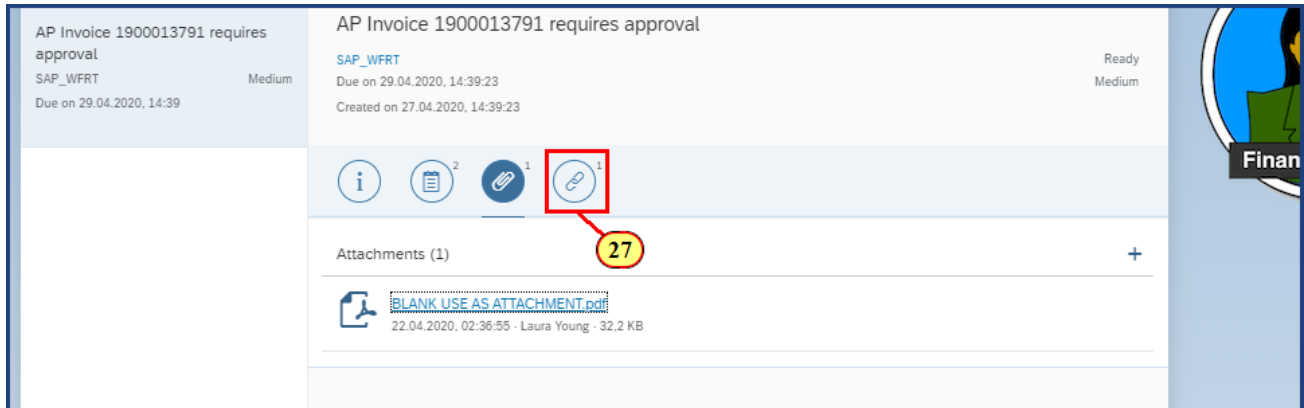 AP Invoice 1900013791 requires
approval
SAP_WFRT Medium
Due on 29.04.2020, 14:39
AP Invoice 1900013791 requires approval
SAP_WFRT Ready
Due on 29.04.2020, 14:39:23 Medium
Created on 27.04.2020, 14:39:23
i 2 1 1
27
Attachments (1) +
BLANK USE AS ATTACHMENT.pdf
22.04.2020, 02:36:55 · Laura Young · 32,2 KB
Finan